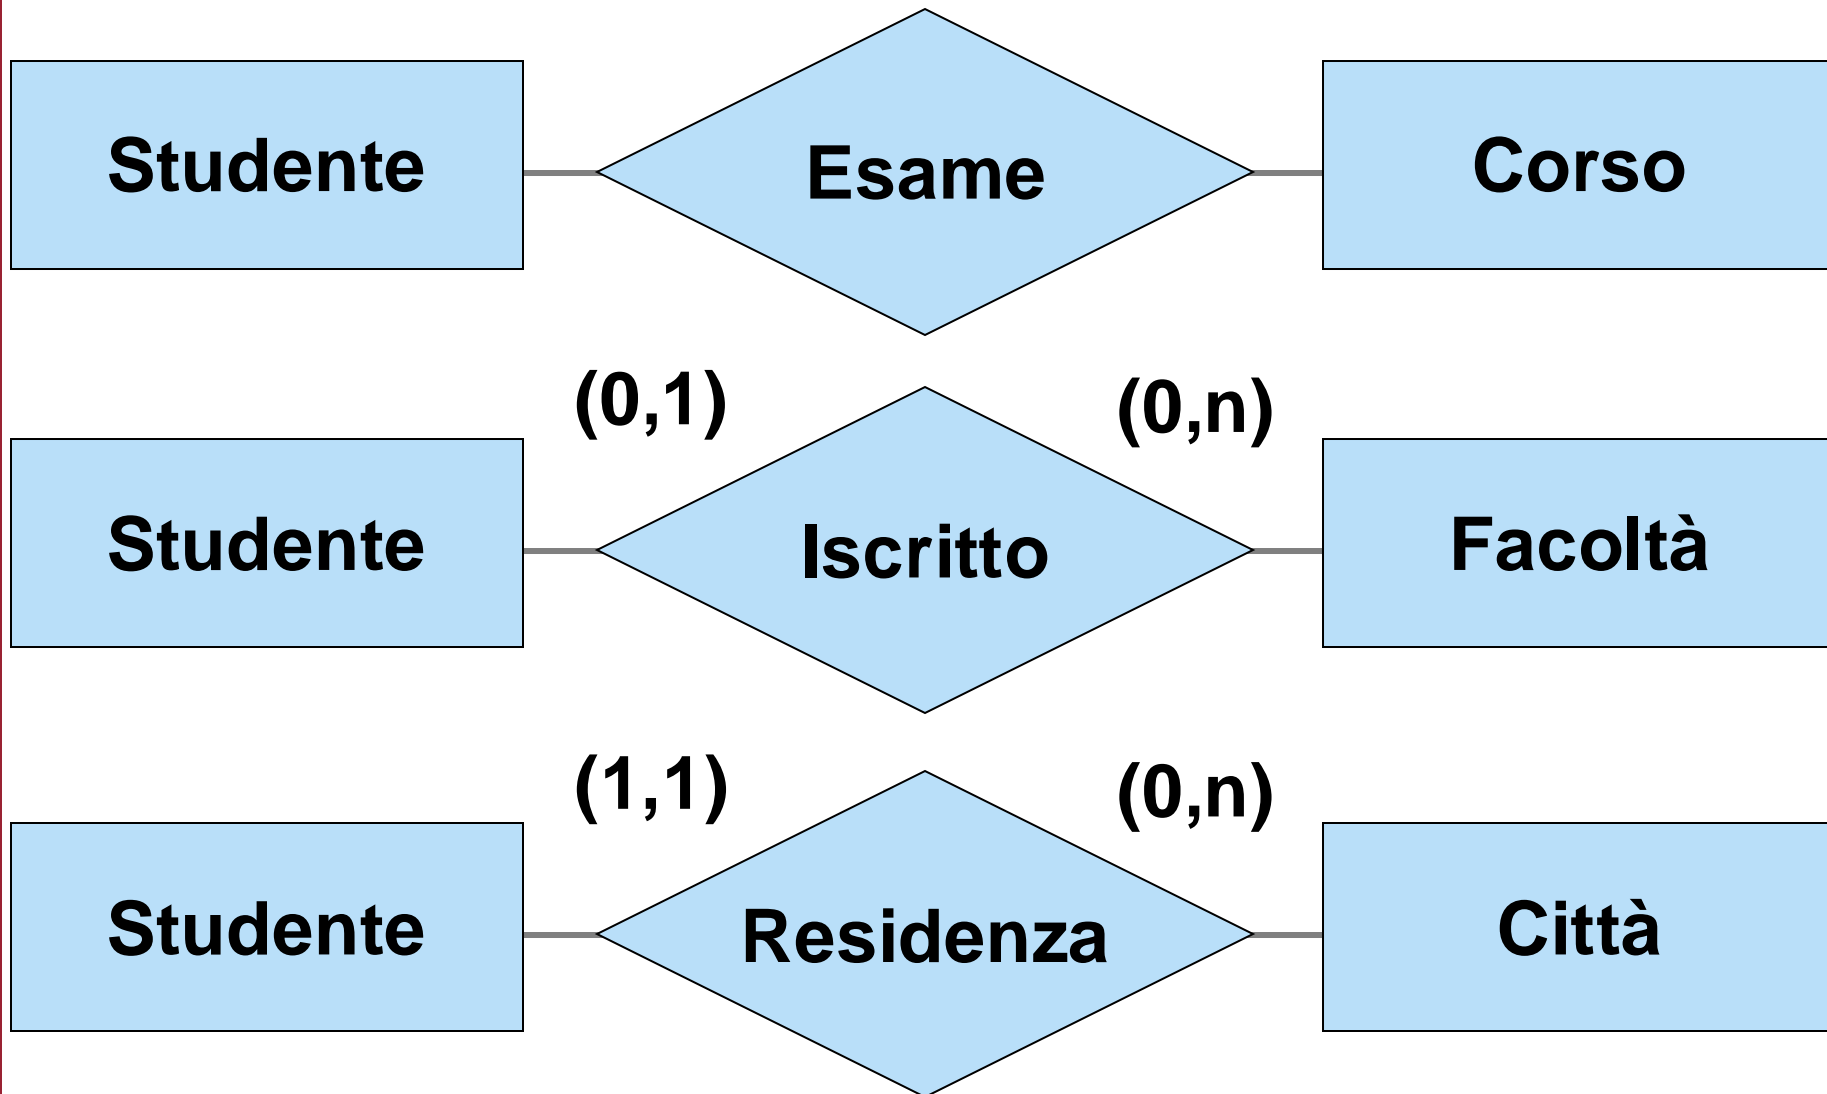 Studente
Esame
Corso
(0,1)
(0,n)
Studente
Iscritto
Facoltà
(1,1)
(0,n)
Studente
Residenza
Città